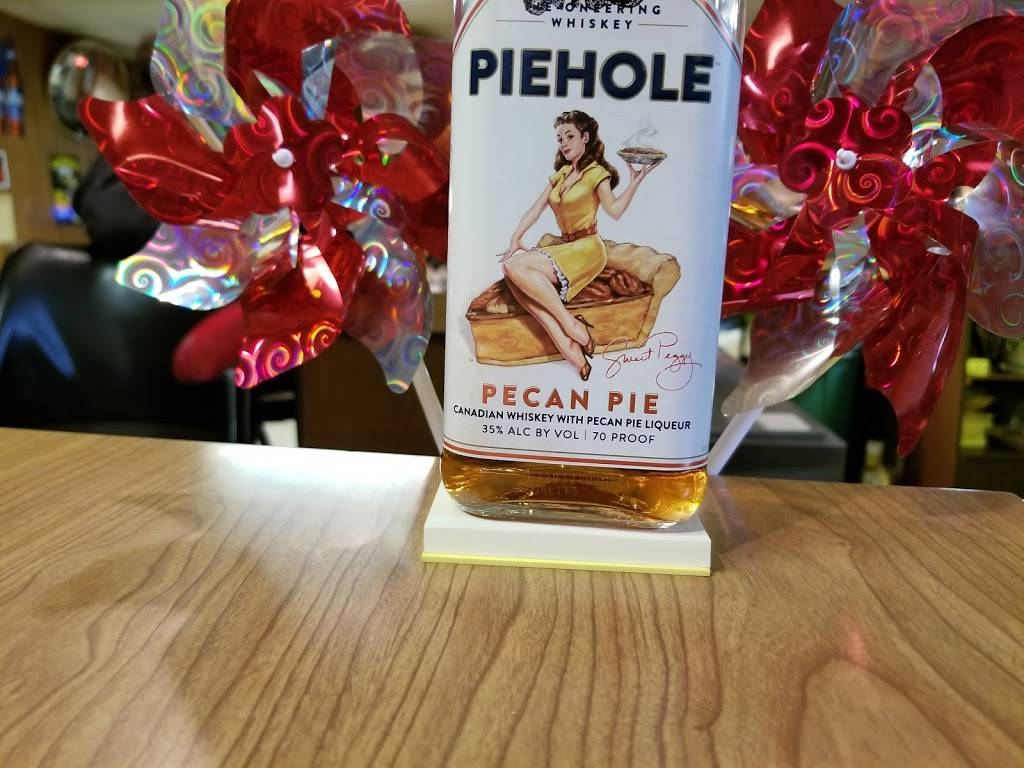 WHISKEY
PIEHOLE
Sweet Peggy
PECAN PIE
CANADIAN WHISKEY WITH PECAN PIE LIQUEUR
35% ALC BY VOL | 70 PROOF